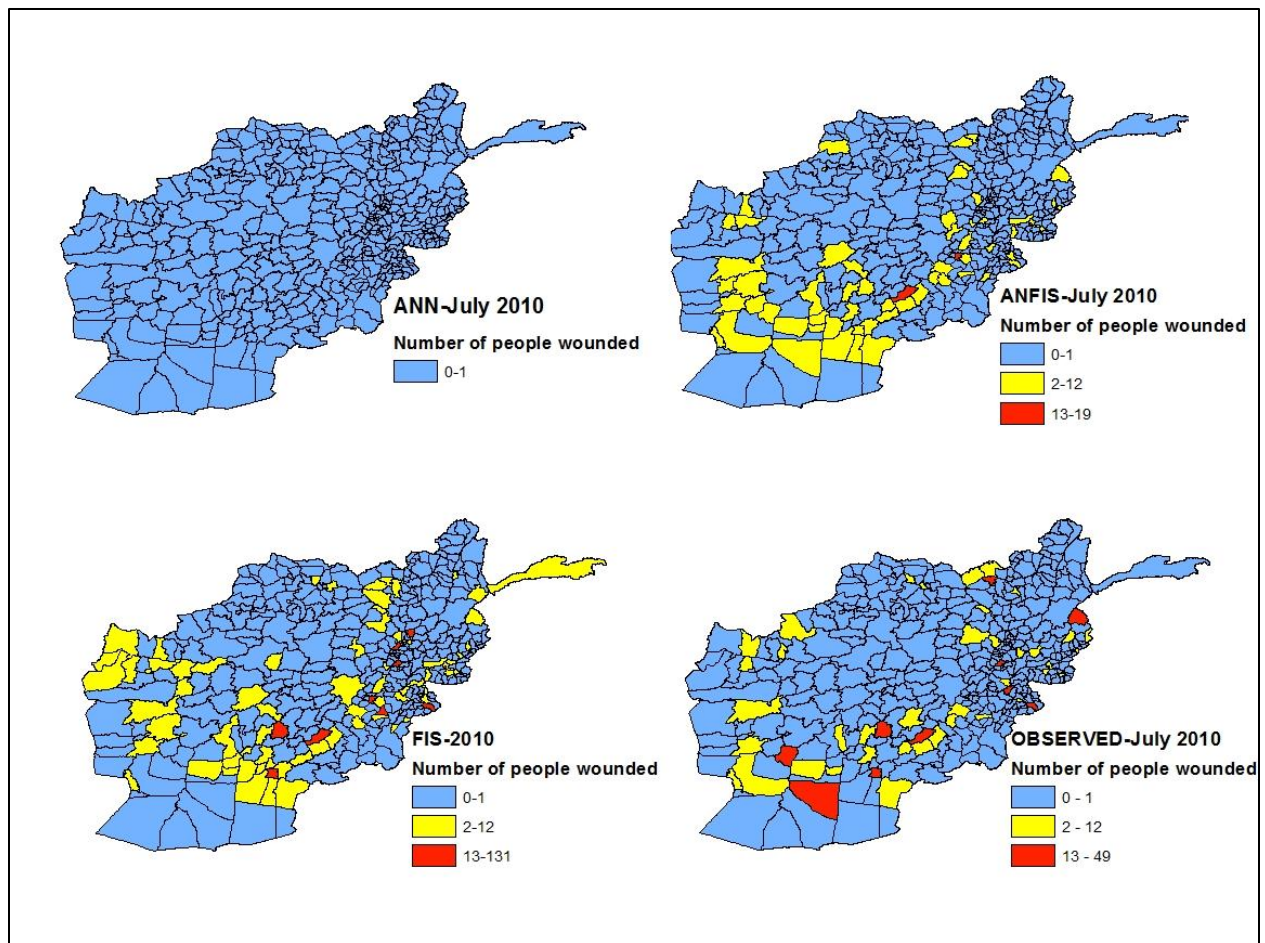 ANN-July 2010
Number of people wounded
0-1
ANFIS-July 2010
Number of people wounded
0-1
2-12
13-19
FIS-2010
Number of people wounded
0-1
2-12
13-131
OBSERVED-July 2010
Number of people wounded
0 - 1
2 - 12
13 - 49